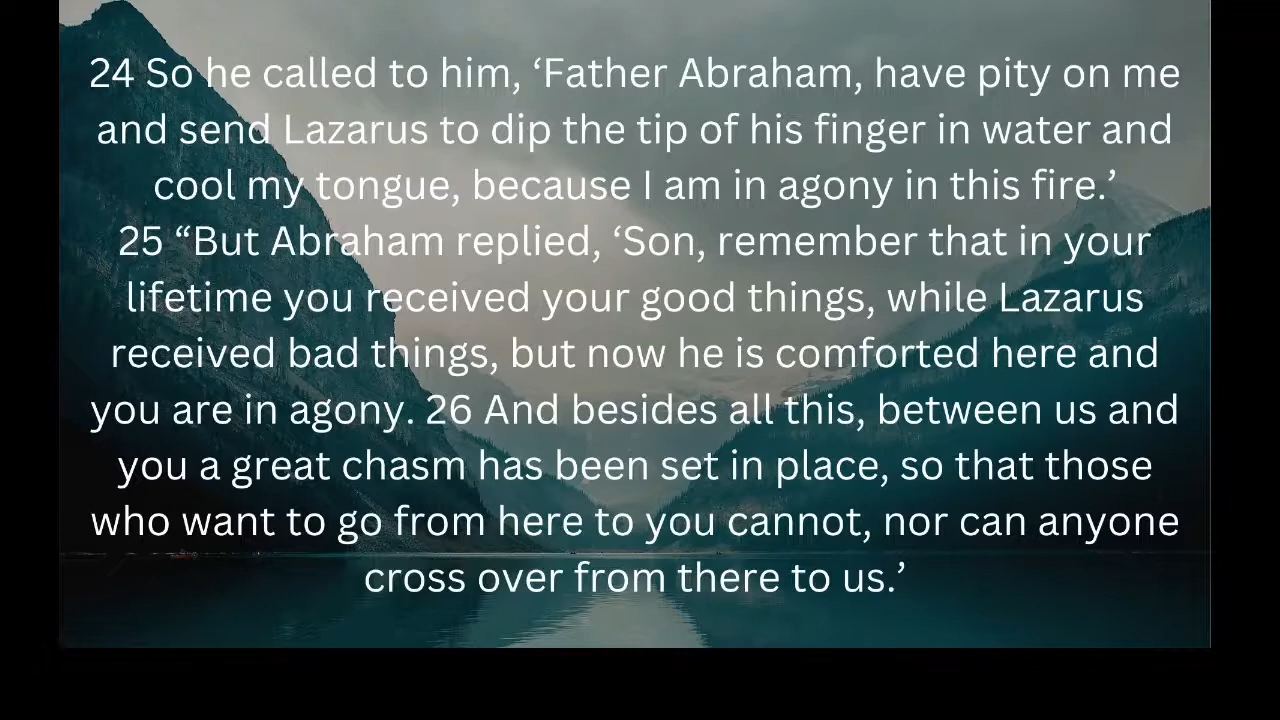 24 So he called to him, ‘Father Abraham, have pity on me
and send Lazarus to dip the tip of his finger in water and
cool my tongue, because I am in agony in this fire.’
25 “But Abraham replied, ‘Son, remember that in your
lifetime you received your good things, while Lazarus
received bad things, but now he is comforted here and
you are in agony. 26 And besides all this, between us and
you a great chasm has been set in place, so that those
who want to go from here to you cannot, nor can anyone
cross over from there to us.’